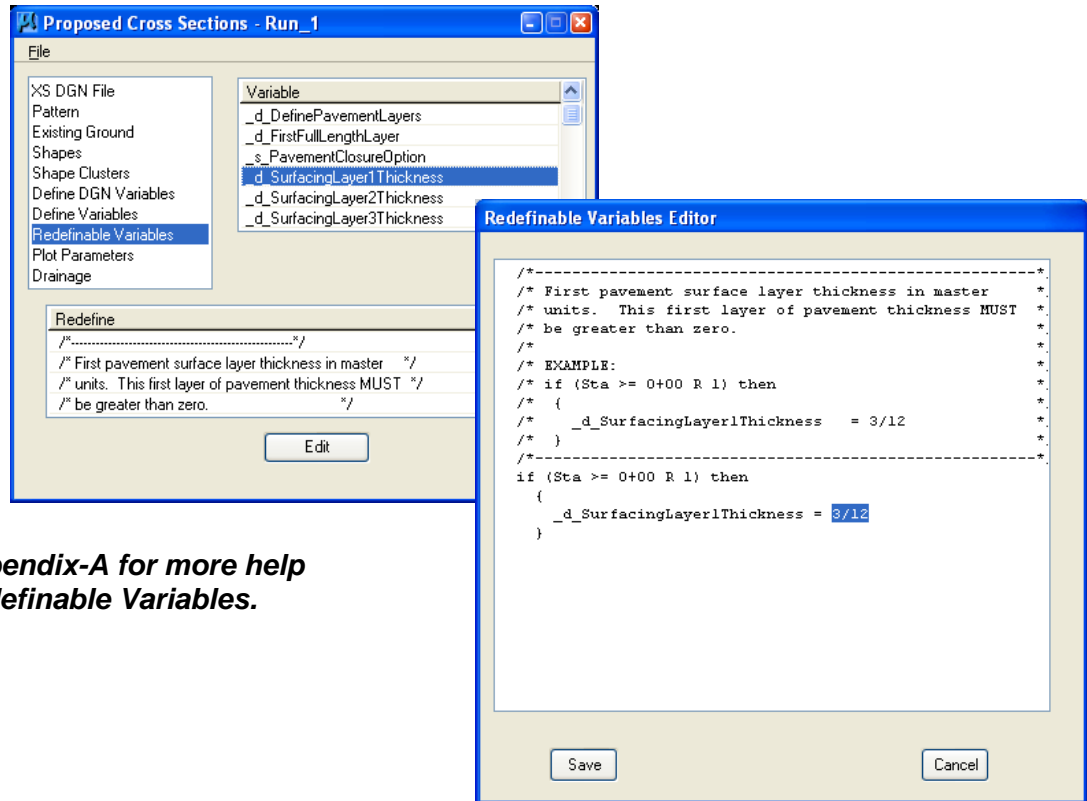 Proposed Cross Sections - Run_1
File
XS DGN File
Pattern
Existing Ground
Shapes
Shape Clusters
Define DGN Variables
Define Variables
Redefinable Variables
Plot Parameters
Drainage
Variable
_d_DefinePavementLayers
_d_FirstFullLengthLayer
_s_PavementClosureOption
_d_SurfacingLayer1Thickness
_d_SurfacingLayer2Thickness
_d_SurfacingLayer3Thickness
Redefine
/*----------------------------------------------------*/
/* First pavement surface layer thickness in master */
/* units. This first layer of pavement thickness MUST */
/* be greater than zero. */
Edit
Redefinable Variables Editor
/*-----------------------------------------------------*
/* First pavement surface layer thickness in master *
/* units. This first layer of pavement thickness MUST *
/* be greater than zero. *
/* *
/* EXAMPLE: *
/* if (Sta >= 0+00 R 1) then *
/* { *
/* _d_SurfacingLayer1Thickness = 3/12 *
/* } *
/*-----------------------------------------------------*
if (Sta >= 0+00 R 1) then
{
_d_SurfacingLayer1Thickness = 3/12
}
Save
Cancel
pendix-A for more help
definable Variables.